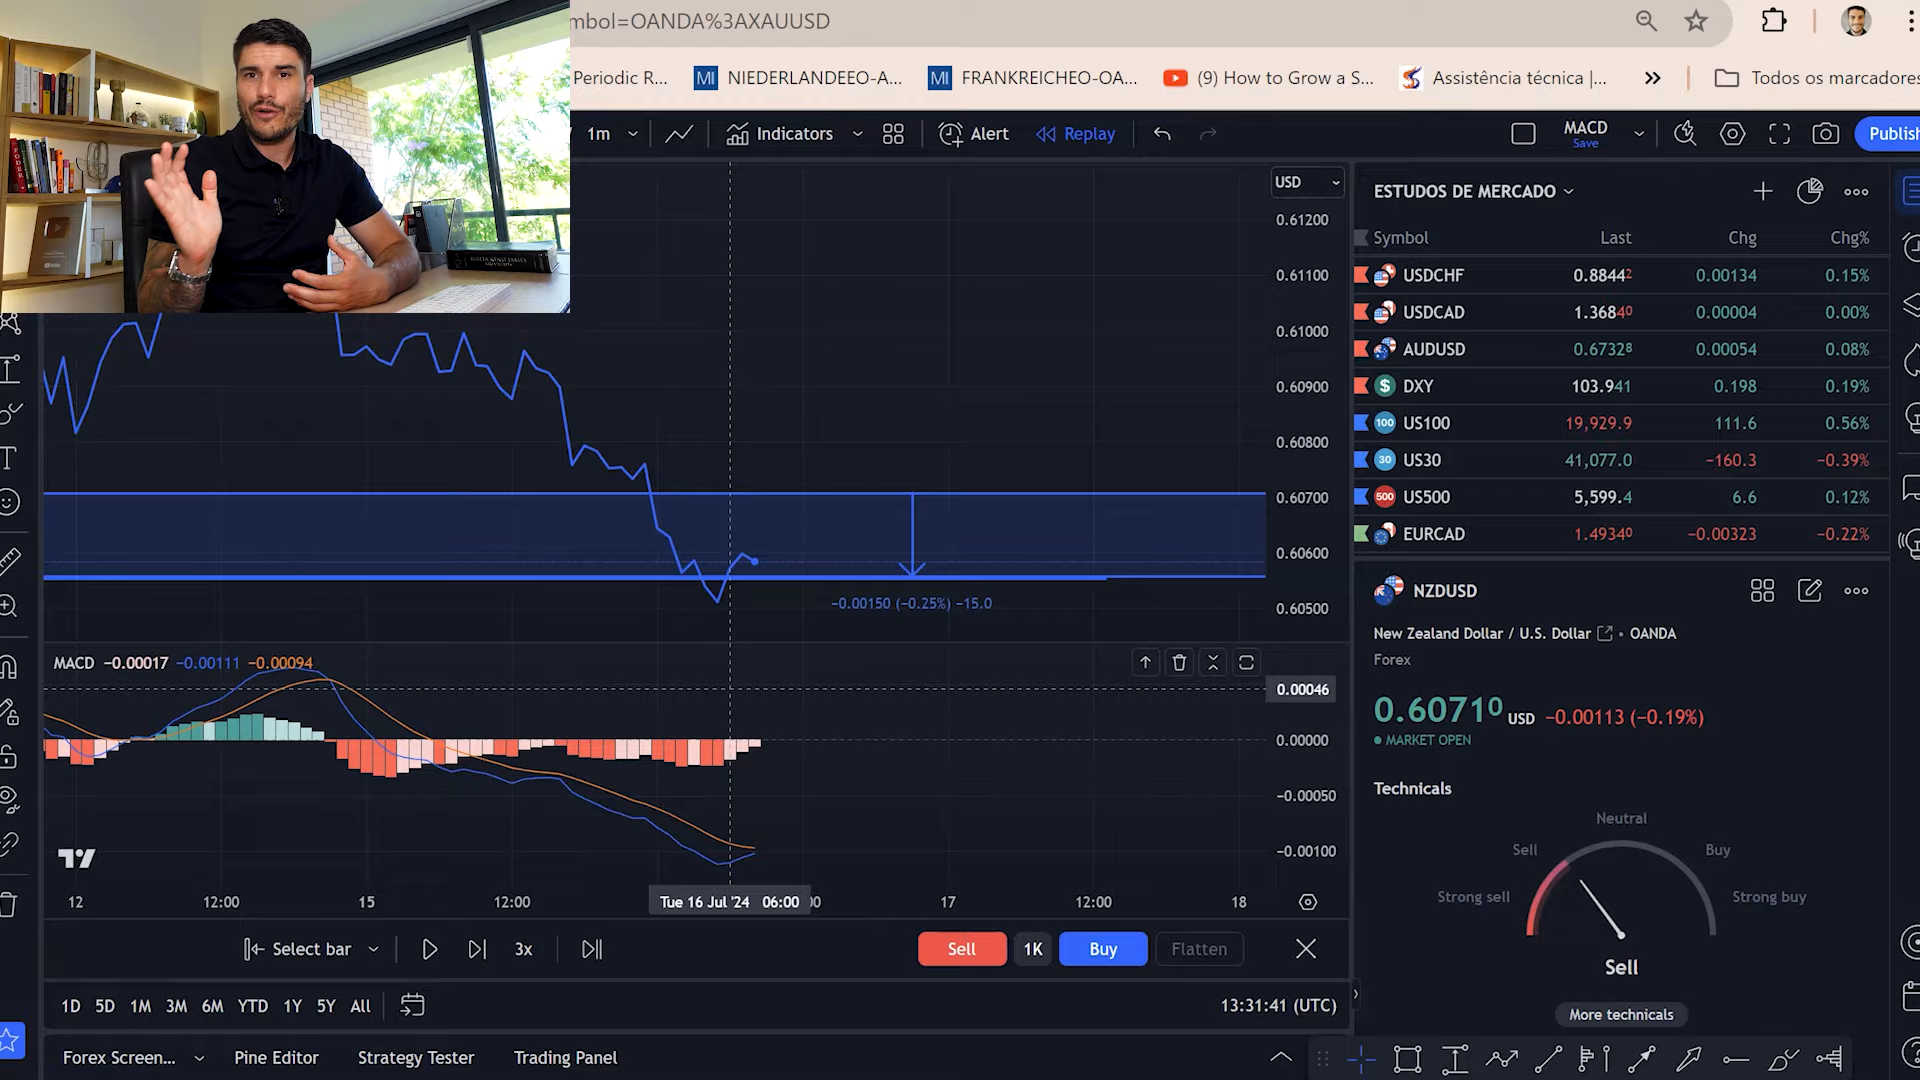 mbol=OANDA%3AXAUUSD
Periodic R...
NIEDERLANDEEO-A...
FRANKREICHEO-OA...
(9) How to Grow a S...
Assistência técnica |...
Todos os marcadores
1m
Indicators
Alert
Replay
MACD
Save
Publish
USD
0.61200
0.61100
0.61000
0.60900
0.60800
0.60700
0.60600
0.60500
−0.00150 (−0.25%) −15.0
ESTUDOS DE MERCADO
Symbol Last Chg Chg%
USDCHF 0.88442 0.00134 0.15%
USDCAD 1.36840 0.00004 0.00%
AUDUSD 0.67328 0.00054 0.08%
$ DXY 103.941 0.198 0.19%
100 US100 19,929.9 111.6 0.56%
30 US30 41,077.0 −160.3 −0.39%
500 US500 5,599.4 6.6 0.12%
EURCAD 1.49340 −0.00323 −0.22%
NZDUSD
New Zealand Dollar / U.S. Dollar • OANDA
Forex
0.60710 USD −0.00113 (−0.19%)
MARKET OPEN
Technicals
Neutral
Sell
Buy
Strong sell
Strong buy
Sell
More technicals
MACD −0.00017 −0.00111 −0.00094
0.00046
0.00000
−0.00050
−0.00100
12
12:00
15
12:00
Tue 16 Jul '24 06:00
00
17
12:00
18
Select bar
3x
Sell
1K
Buy
Flatten
1D 5D 1M 3M 6M YTD 1Y 5Y All
13:31:41 (UTC)
Forex Screen...
Pine Editor
Strategy Tester
Trading Panel
PODER
BÍBLIA KING JAMES